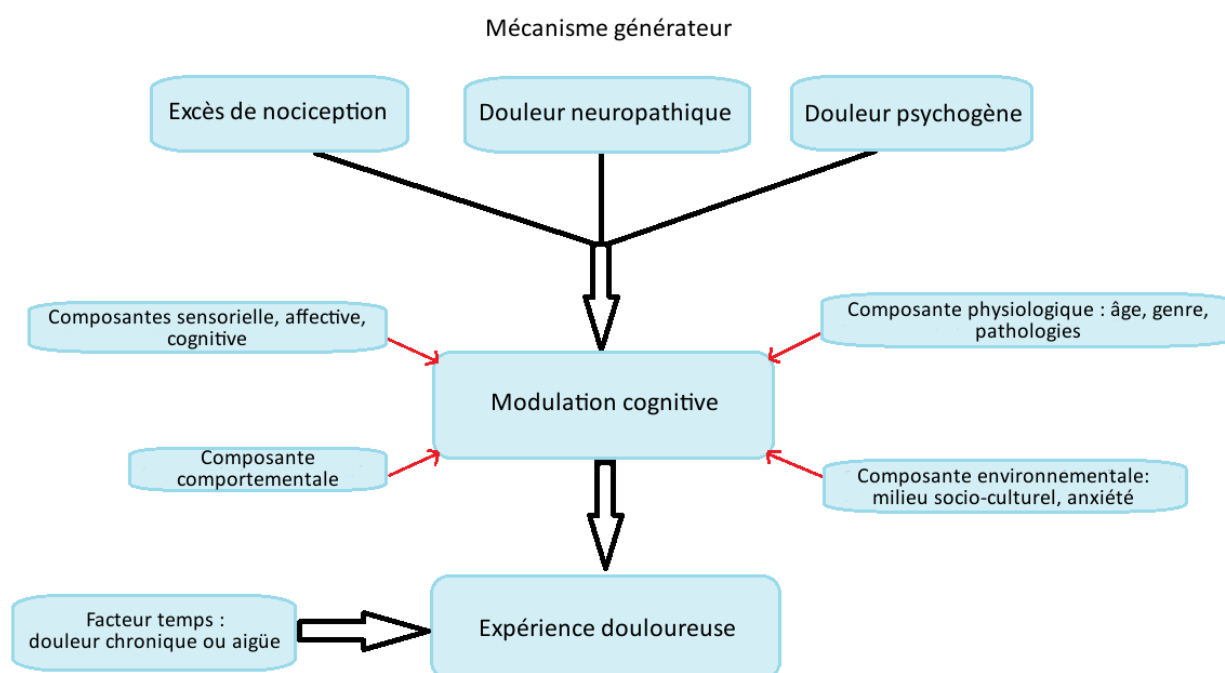 Mécanisme générateur
Excès de nociception
Douleur neuropathique
Douleur psychogène
Composantes sensorielle, affective,
cognitive
Composante physiologique : âge, genre,
pathologies
Modulation cognitive
Composante
comportementale
Composante environnementale:
milieu socio-culturel, anxiété
Facteur temps :
douleur chronique ou aigüe
Expérience douloureuse